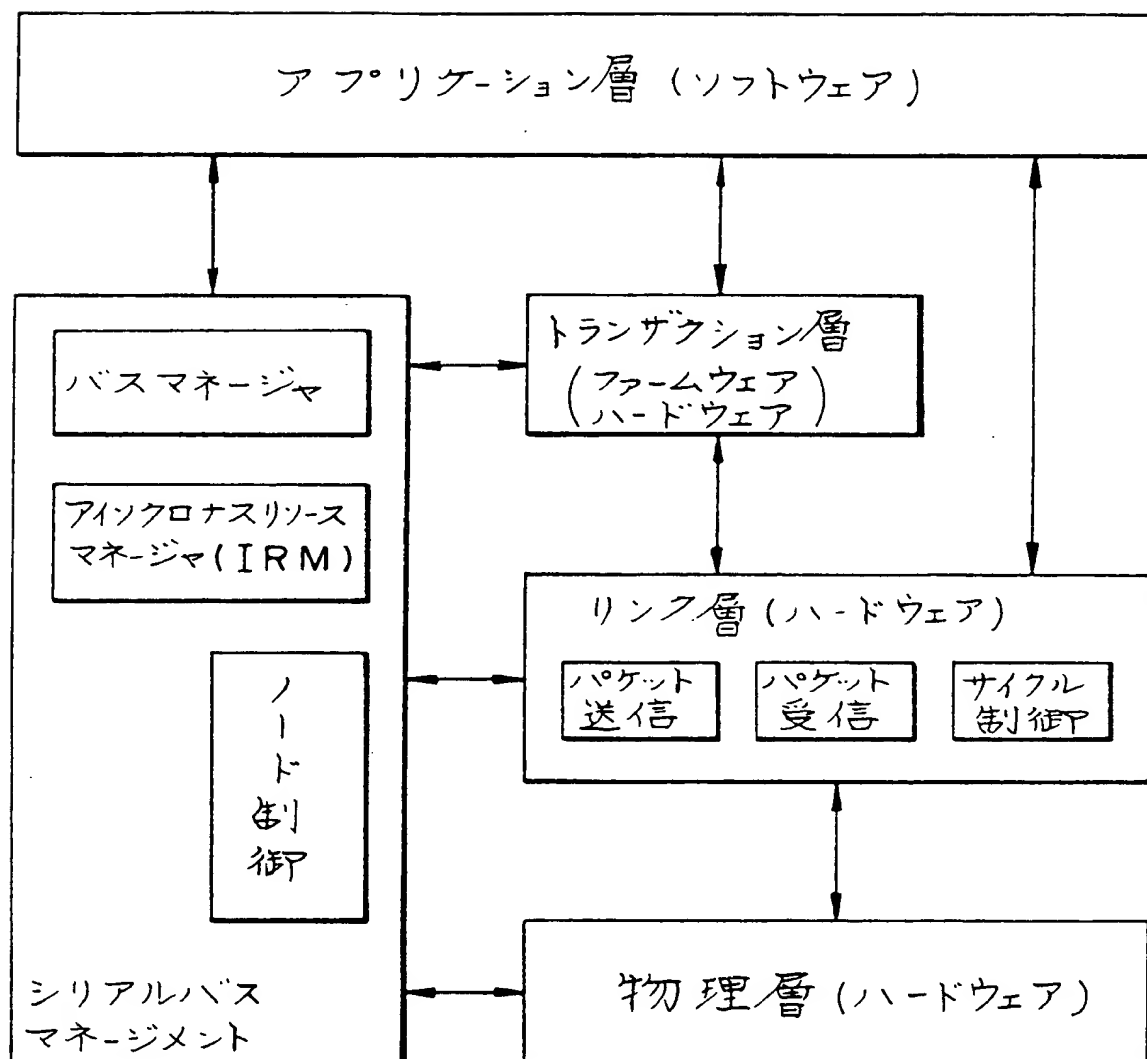 アプリケーション層(ソフトウェア)
バスマネージャ
アイソクロナスリソース
マネージャ(IRM)
ノード制御
シリアルバス
マネージメント
トランザクション層
(ファームウェア
ハードウェア)
リンク層(ハードウェア)
パケット
送信
パケット
受信
サイクル
制御
物理層(ハードウェア)